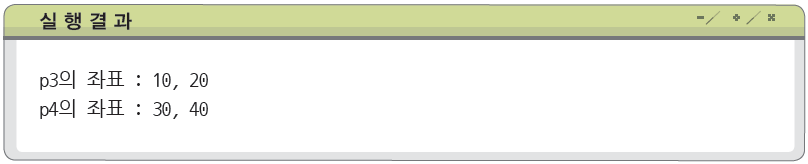 실행결과
p3의 좌표 : 10, 20
p4의 좌표 : 30, 40